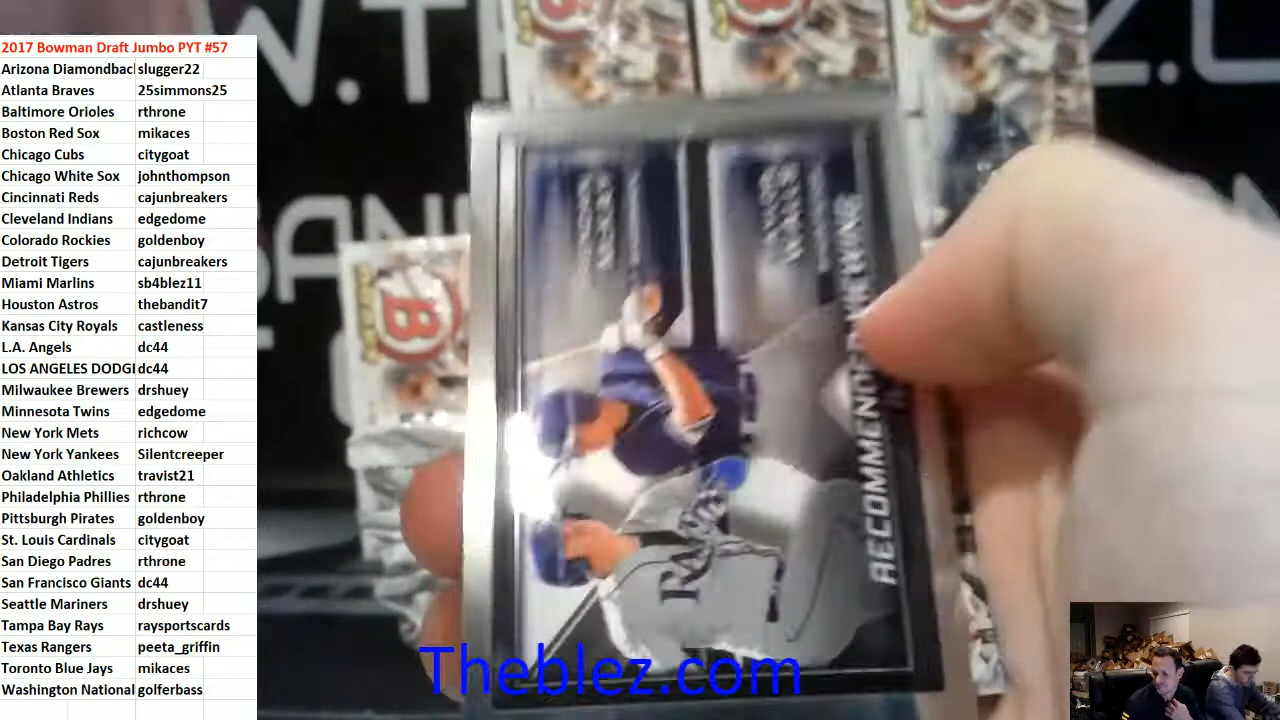 2017 Bowman Draft Jumbo PYT #57
Arizona Diamondbac slugger22
Atlanta Braves 25simmons25
Baltimore Orioles rthrone
Boston Red Sox mikaces
Chicago Cubs citygoat
Chicago White Sox johnthompson
Cincinnati Reds cajunbreakers
Cleveland Indians edgedome
Colorado Rockies goldenboy
Detroit Tigers cajunbreakers
Miami Marlins sb4blez11
Houston Astros thebandit7
Kansas City Royals castleness
L.A. Angels dc44
LOS ANGELES DODGI dc44
Milwaukee Brewers drshuey
Minnesota Twins edgedome
New York Mets richcow
New York Yankees Silentcreeper
Oakland Athletics travist21
Philadelphia Phillies rthrone
Pittsburgh Pirates goldenboy
St. Louis Cardinals citygoat
San Diego Padres rthrone
San Francisco Giants dc44
Seattle Mariners drshuey
Tampa Bay Rays raysportscards
Texas Rangers peeta_griffin
Toronto Blue Jays mikaces
Washington National golferbass
RAYS
B
Theblez.com